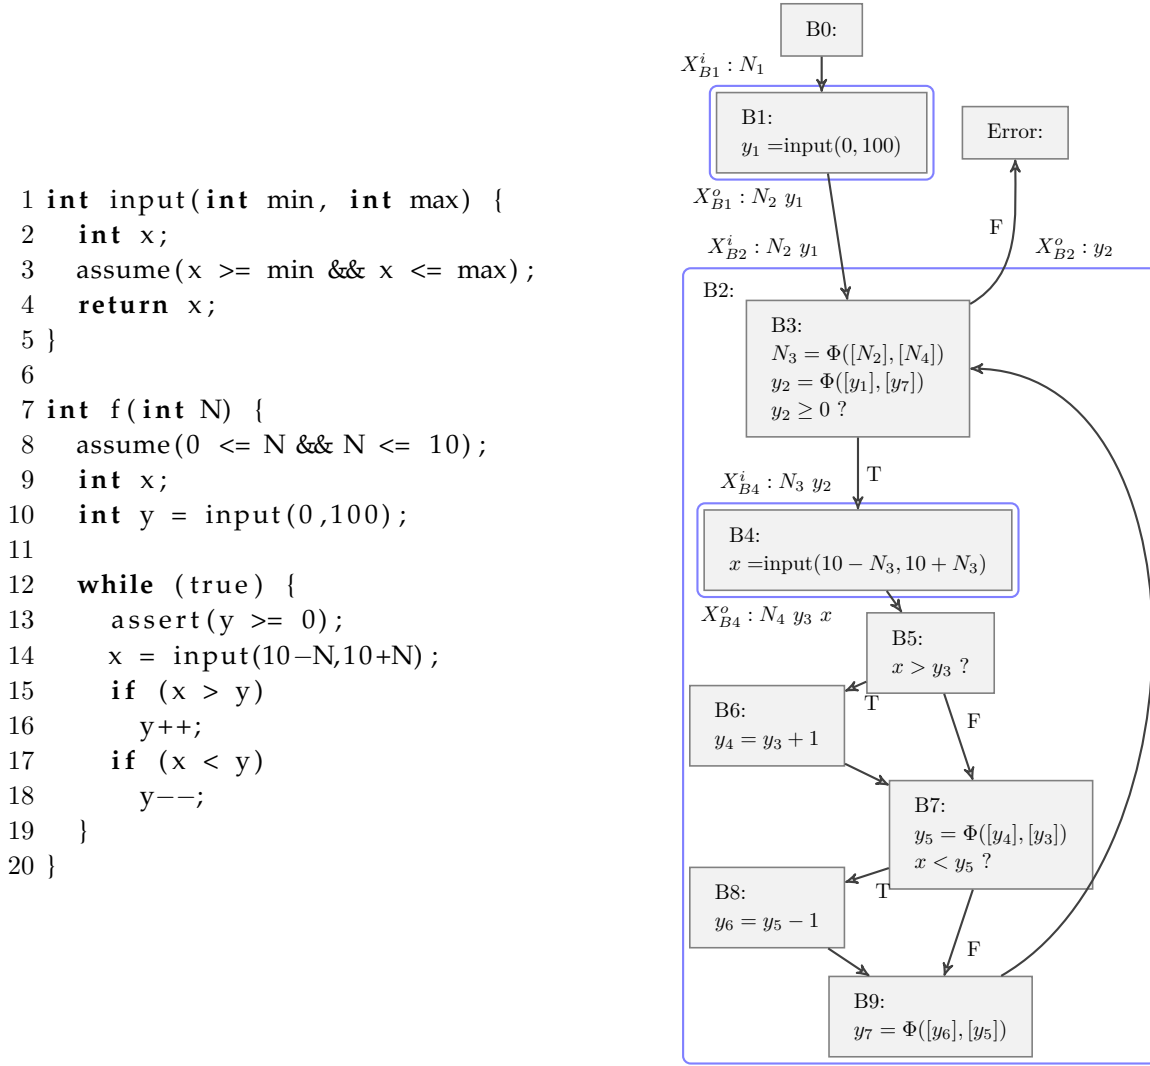 1 int input(int min, int max) {
2 int x;
3 assume(x >= min && x <= max);
4 return x;
5 }
6
7 int f(int N) {
8 assume(0 <= N && N <= 10);
9 int x;
10 int y = input(0,100);
11
12 while (true) {
13 assert(y >= 0);
14 x = input(10−N,10+N);
15 if (x > y)
16 y++;
17 if (x < y)
18 y−−;
19 }
20 }
B0:
X^i_{B1} : N_1
B1:
y_1 =input(0, 100)
Error:
X^o_{B1} : N_2 y_1
F
X^i_{B2} : N_2 y_1
X^o_{B2} : y_2
B2:
B3:
N_3 = Φ([N_2], [N_4])
y_2 = Φ([y_1], [y_7])
y_2 ≥ 0 ?
T
X^i_{B4} : N_3 y_2
B4:
x =input(10 − N_3, 10 + N_3)
X^o_{B4} : N_4 y_3 x
B5:
x > y_3 ?
T
F
B6:
y_4 = y_3 + 1
B7:
y_5 = Φ([y_4], [y_3])
x < y_5 ?
T
B8:
y_6 = y_5 − 1
F
B9:
y_7 = Φ([y_6], [y_5])